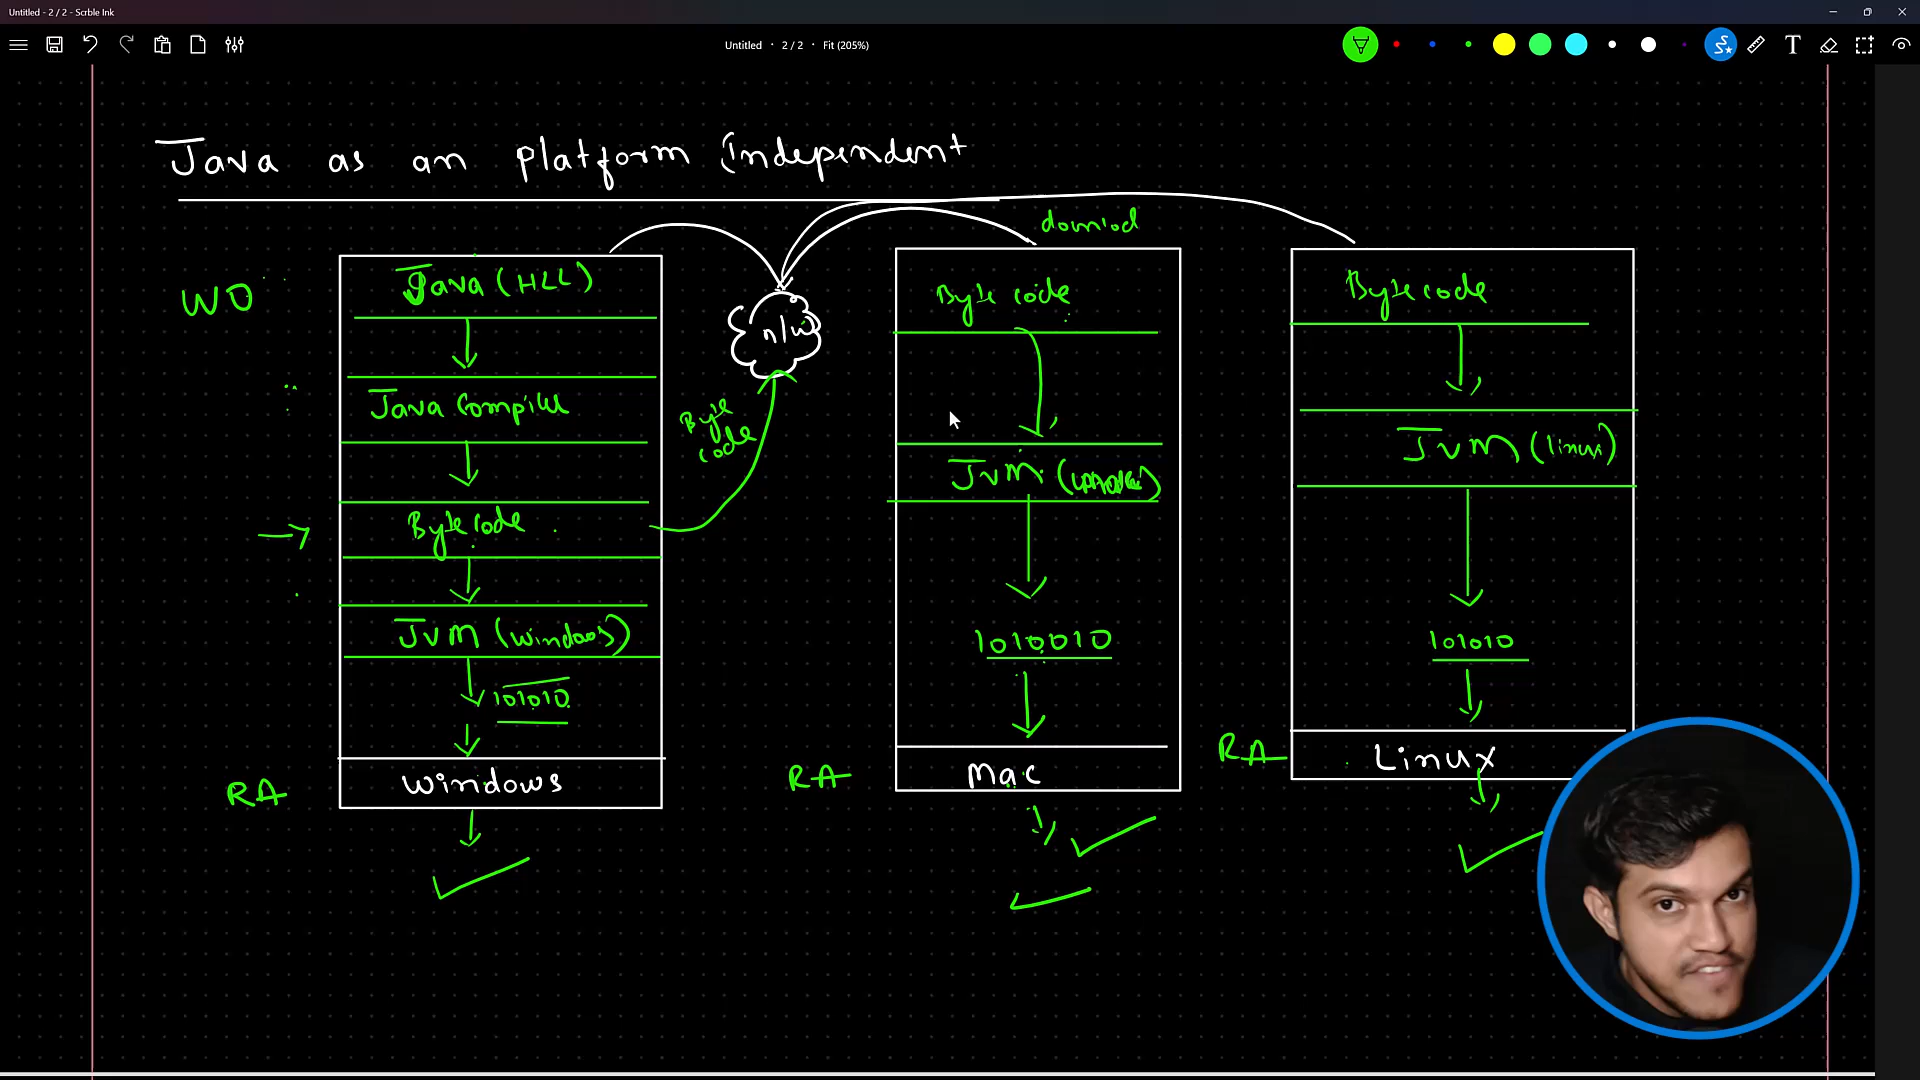 Untitled - 2 / 2 - Scrble Ink
Untitled · 2 / 2 · Fit (205%)
T
Java as an platform Independent
WO
Java (HLL)
Java Compiler
Byte code
JVM (Windows)
101010
Windows
RA
n/w
Byte code
Byte code
JVM
1010010
Mac
RA
Byte code
JVM (linux)
101010
Linux
RA